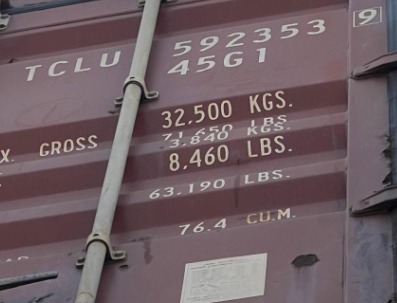 TCLU 592353 9
45G1
X. GROSS 32,500 KGS.
71,650 LBS
3.840 KGS.
8,460 LBS.
63.190 LBS.
76.4 CU.M.